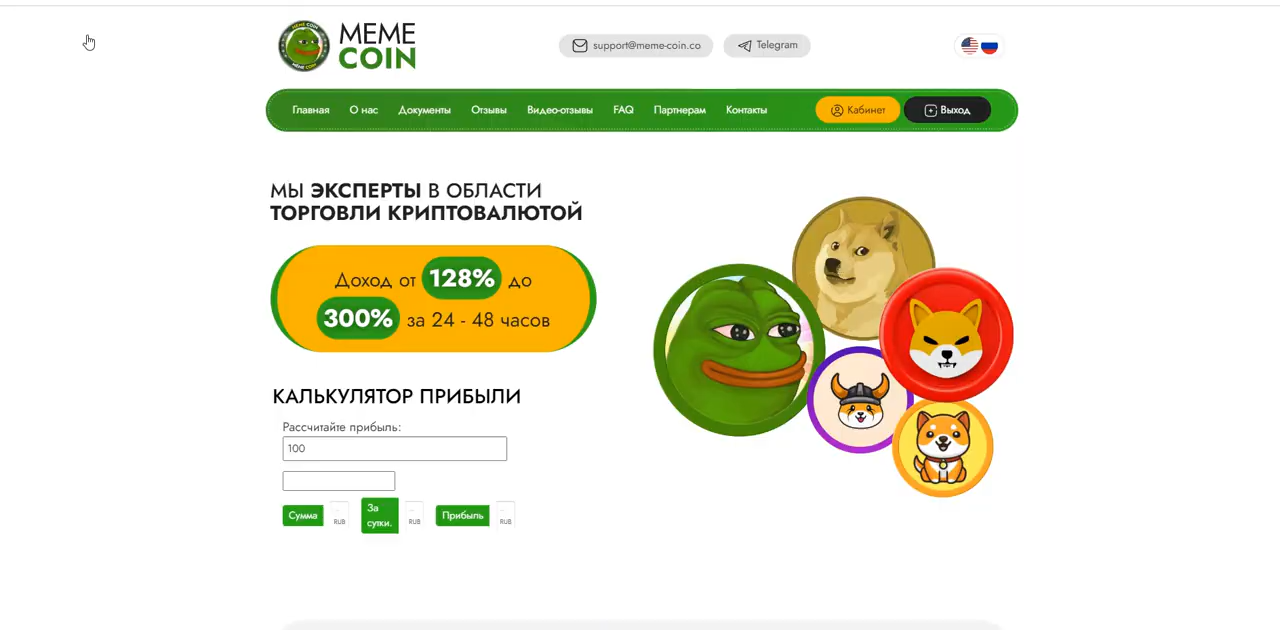 MEME
COIN
support@meme-coin.co
Telegram
Главная
О нас
Документы
Отзывы
Видео-отзывы
FAQ
Партнерам
Контакты
Кабинет
Выход
МЫ ЭКСПЕРТЫ В ОБЛАСТИ
ТОРГОВЛИ КРИПТОВАЛЮТОЙ
Доход от 128% до
300% за 24 - 48 часов
КАЛЬКУЛЯТОР ПРИБЫЛИ
Рассчитайте прибыль:
100
Сумма
RUB
За
сутки.
RUB
Прибыль
RUB